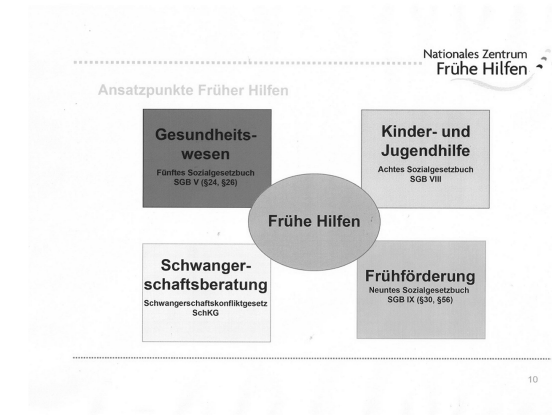 Nationales Zentrum
Frühe Hilfen
Ansatzpunkte Früher Hilfen
Gesundheits-
wesen
Fünftes Sozialgesetzbuch
SGB V (§24, §26)
Kinder- und
Jugendhilfe
Achtes Sozialgesetzbuch
SGB VIII
Frühe Hilfen
Schwanger-
schaftsberatung
Schwangerschaftskonfliktgesetz
SchKG
Frühförderung
Neuntes Sozialgesetzbuch
SGB IX (§30, §56)
10